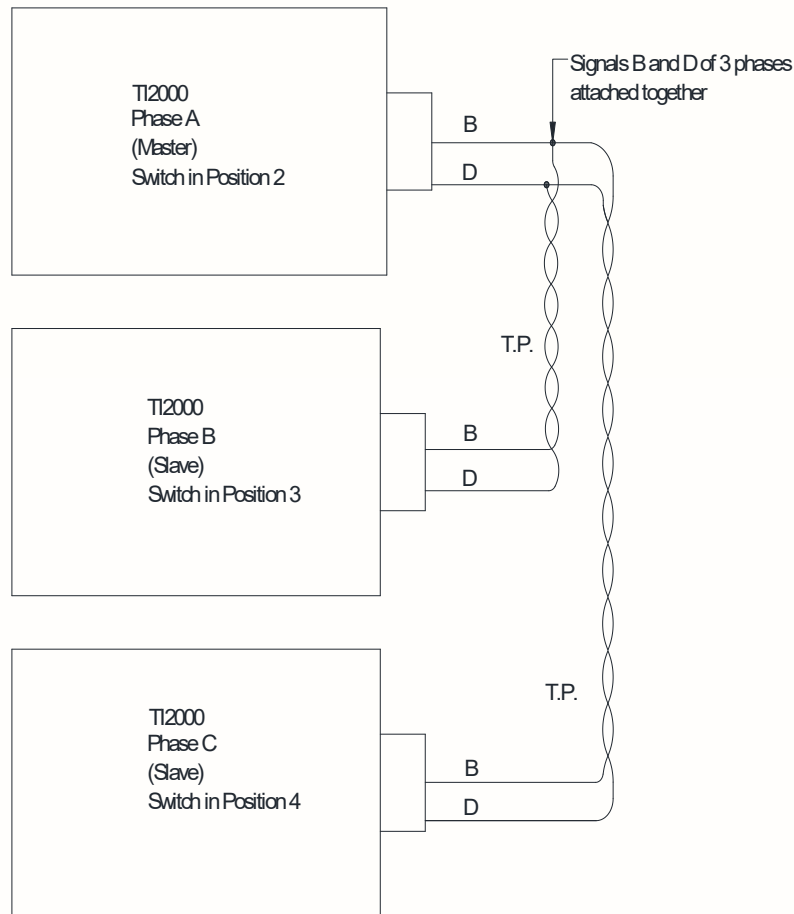 TI2000
Phase A
(Master)
Switch in Position 2
B
D
Signals B and D of 3 phases
attached together
T.P.
TI2000
Phase B
(Slave)
Switch in Position 3
B
D
T.P.
TI2000
Phase C
(Slave)
Switch in Position 4
B
D